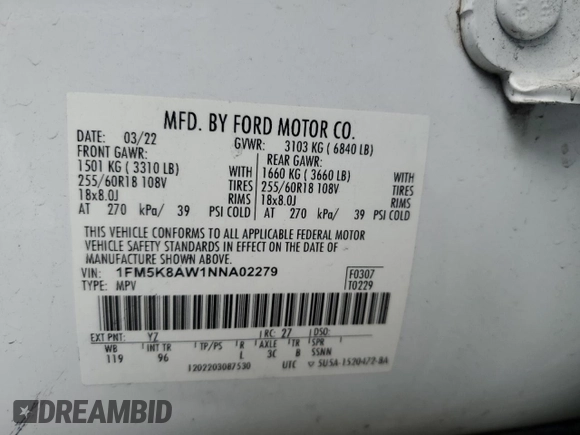 MFD. BY FORD MOTOR CO.
DATE: 03/22 GVWR: 3103 KG ( 6840 LB)
FRONT GAWR: REAR GAWR:
1501 KG ( 3310 LB) 1660 KG ( 3660 LB)
255/60R18 108V TIRES 255/60R18 108V TIRES
18x8.0J RIMS 18x8.0J RIMS
AT 270 kPa/ 39 PSI COLD AT 270 kPa/ 39 PSI COLD
THIS VEHICLE CONFORMS TO ALL APPLICABLE FEDERAL MOTOR
VEHICLE SAFETY STANDARDS IN EFFECT ON THE DATE OF
MANUFACTURE SHOWN ABOVE.
VIN: 1FM5K8AW1NNA02279 F0307
TYPE: MPV T0229
EXT PNT: YZ RC: 27 DSO:
WB INT TR TP/PS R AXLE TR SPR
119 96 L 3C B SSNN
1202203087530 UTC 5U5A-1520472-BA
DREAMBID